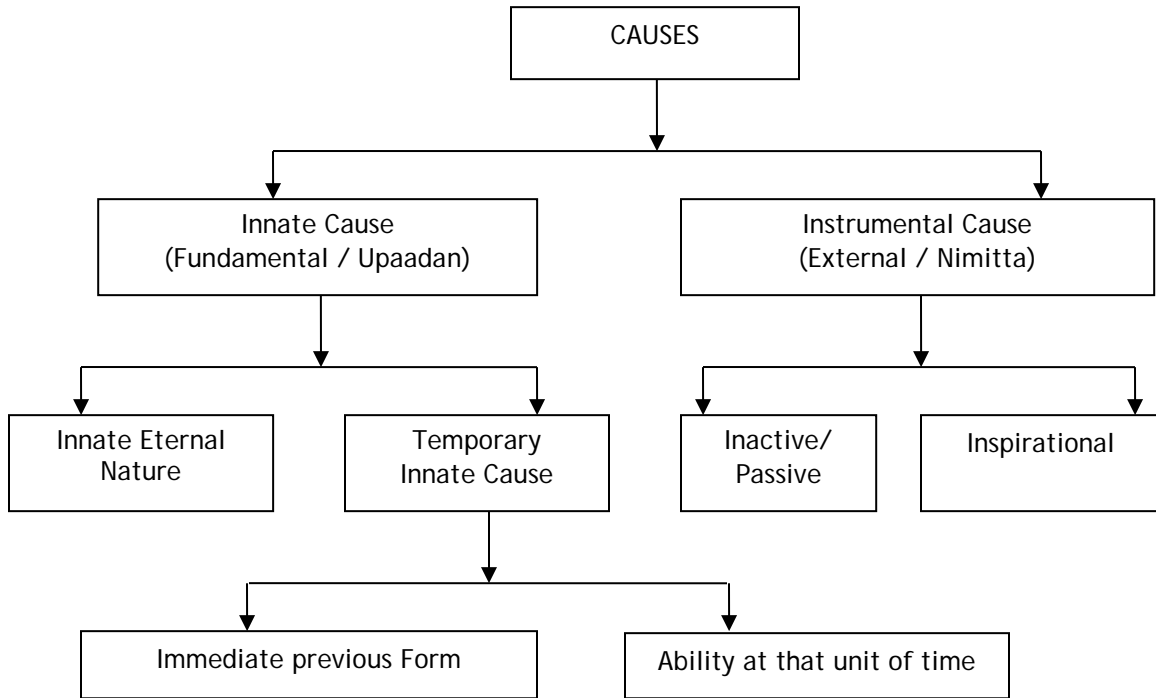 CAUSES
Innate Cause
(Fundamental / Upaadan)
Instrumental Cause
(External / Nimitta)
Innate Eternal
Nature
Temporary
Innate Cause
Inactive/
Passive
Inspirational
Immediate previous Form
Ability at that unit of time